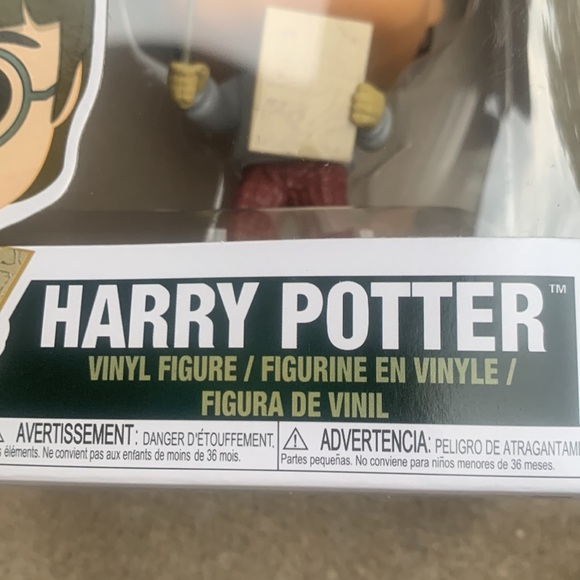 HARRY POTTER™
VINYL FIGURE / FIGURINE EN VINYLE /
FIGURA DE VINIL
AVERTISSEMENT: DANGER D'ÉTOUFFEMENT.
éléments. Ne convient pas aux enfants de moins de 36 mois.
ADVERTENCIA: PELIGRO DE ATRAGANTAMI
Partes pequeñas. No conviene para niños menores de 36 meses.